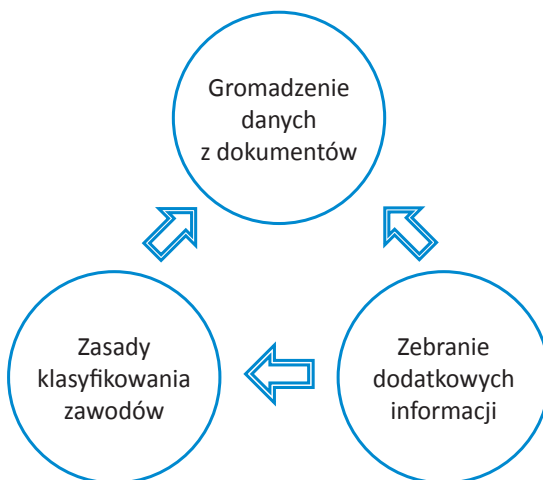 Gromadzenie
danych
z dokumentów
Zasady
klasyfikowania
zawodów
Zebranie
dodatkowych
informacji